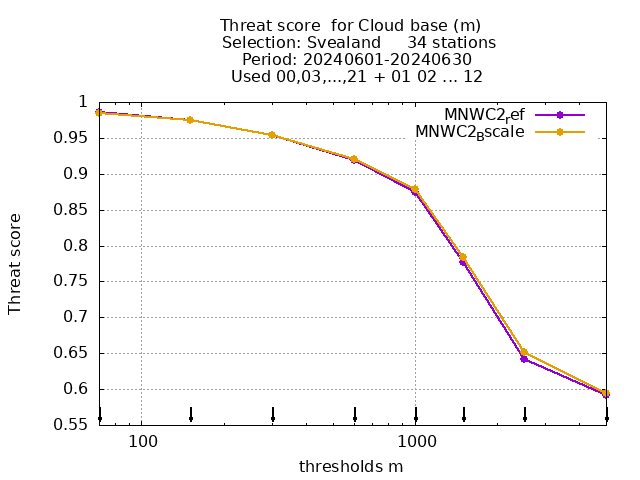 Threat score  for Cloud base (m)
Selection: Svealand     34 stations
Period: 20240601-20240630
Used 00,03,...,21 + 01 02 ... 12
MNWC2ref
MNWC2Bscale
1
0.95
0.9
0.85
0.8
0.75
0.7
0.65
0.6
0.55
Threat score
100
1000
thresholds m